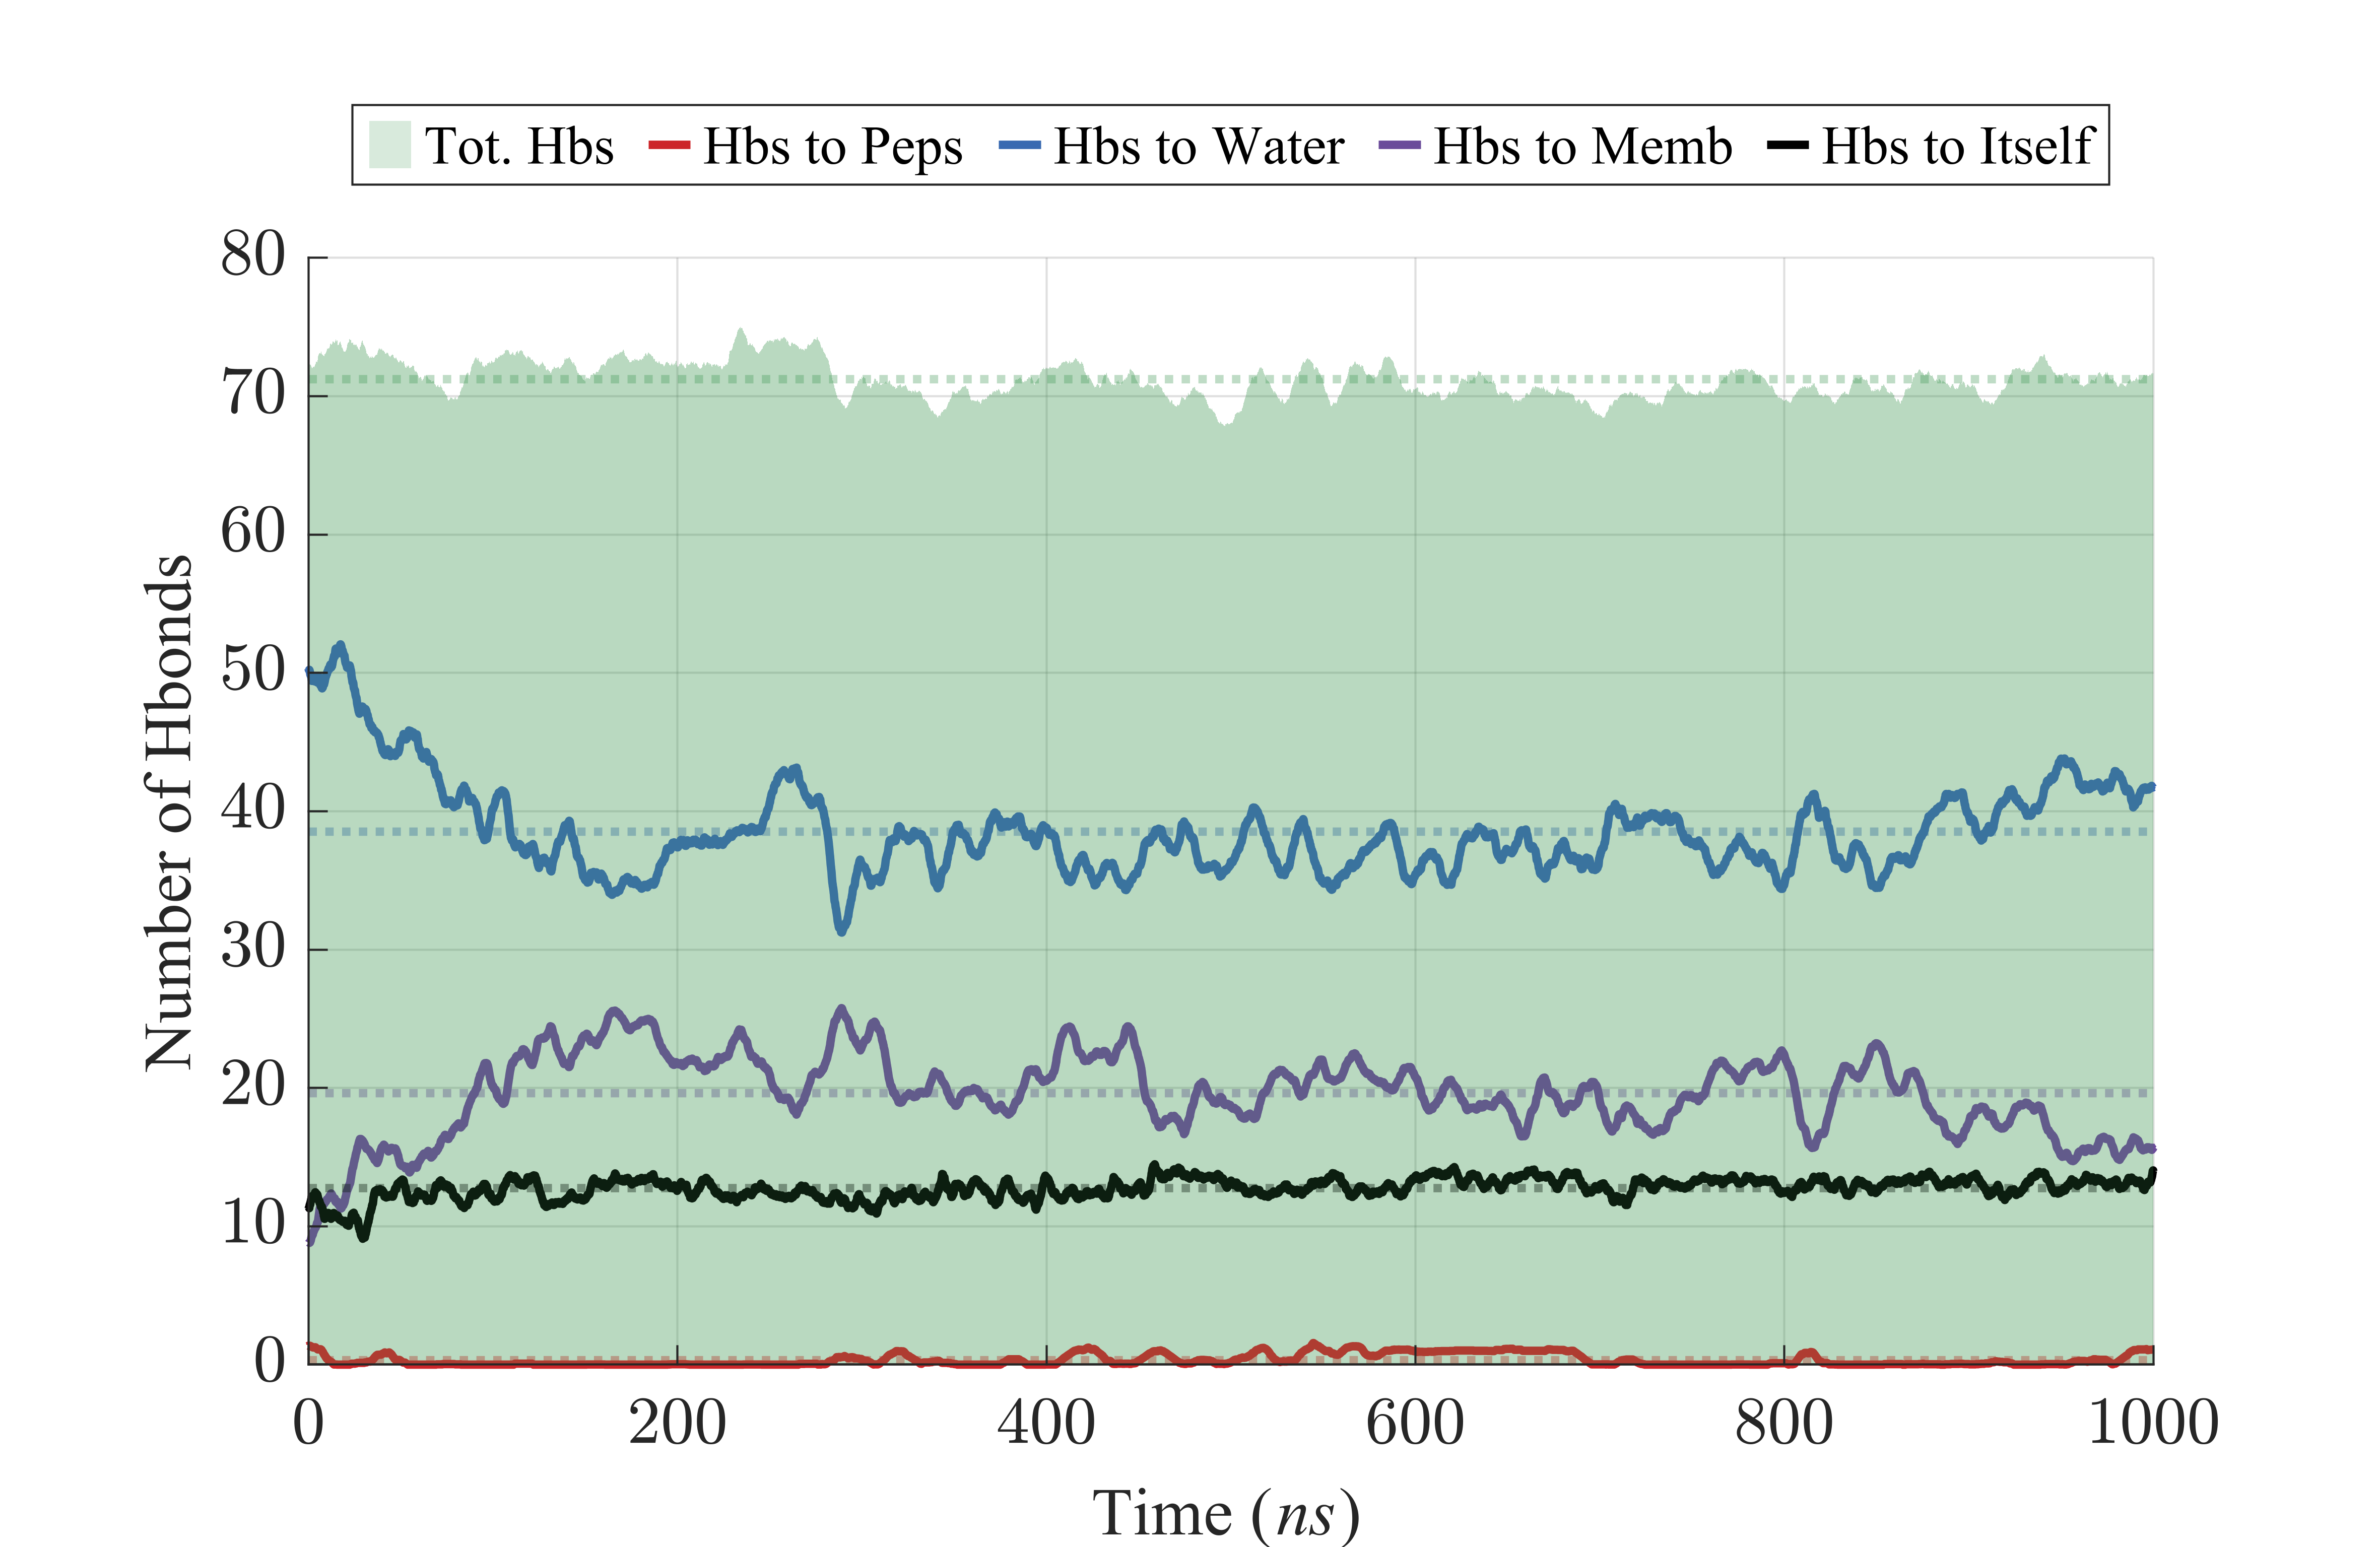 Tot. Hbs Hbs to Peps Hbs to Water Hbs to Memb Hbs to Itself
80
70
60
50
40
30
20
10
0
Number of Hbonds
0 200 400 600 800 1000
Time (ns)